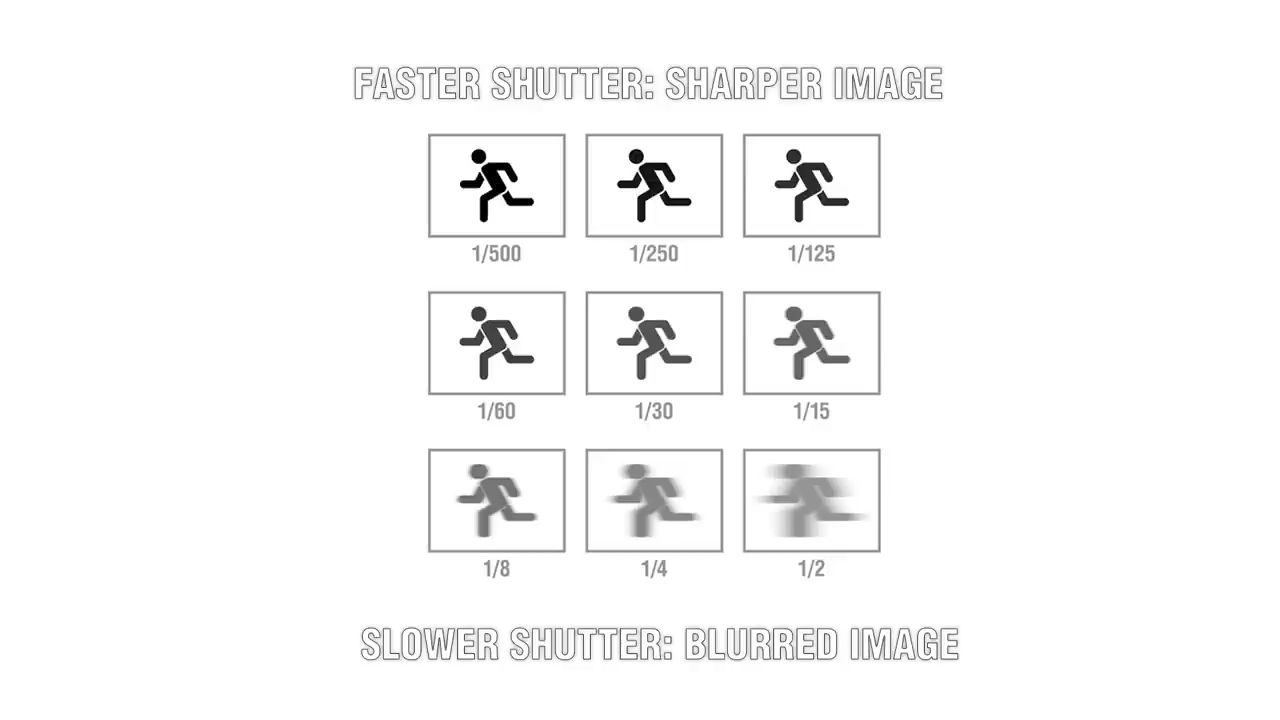 FASTER SHUTTER: SHARPER IMAGE
1/500 1/250 1/125
1/60 1/30 1/15
1/8 1/4 1/2
SLOWER SHUTTER: BLURRED IMAGE